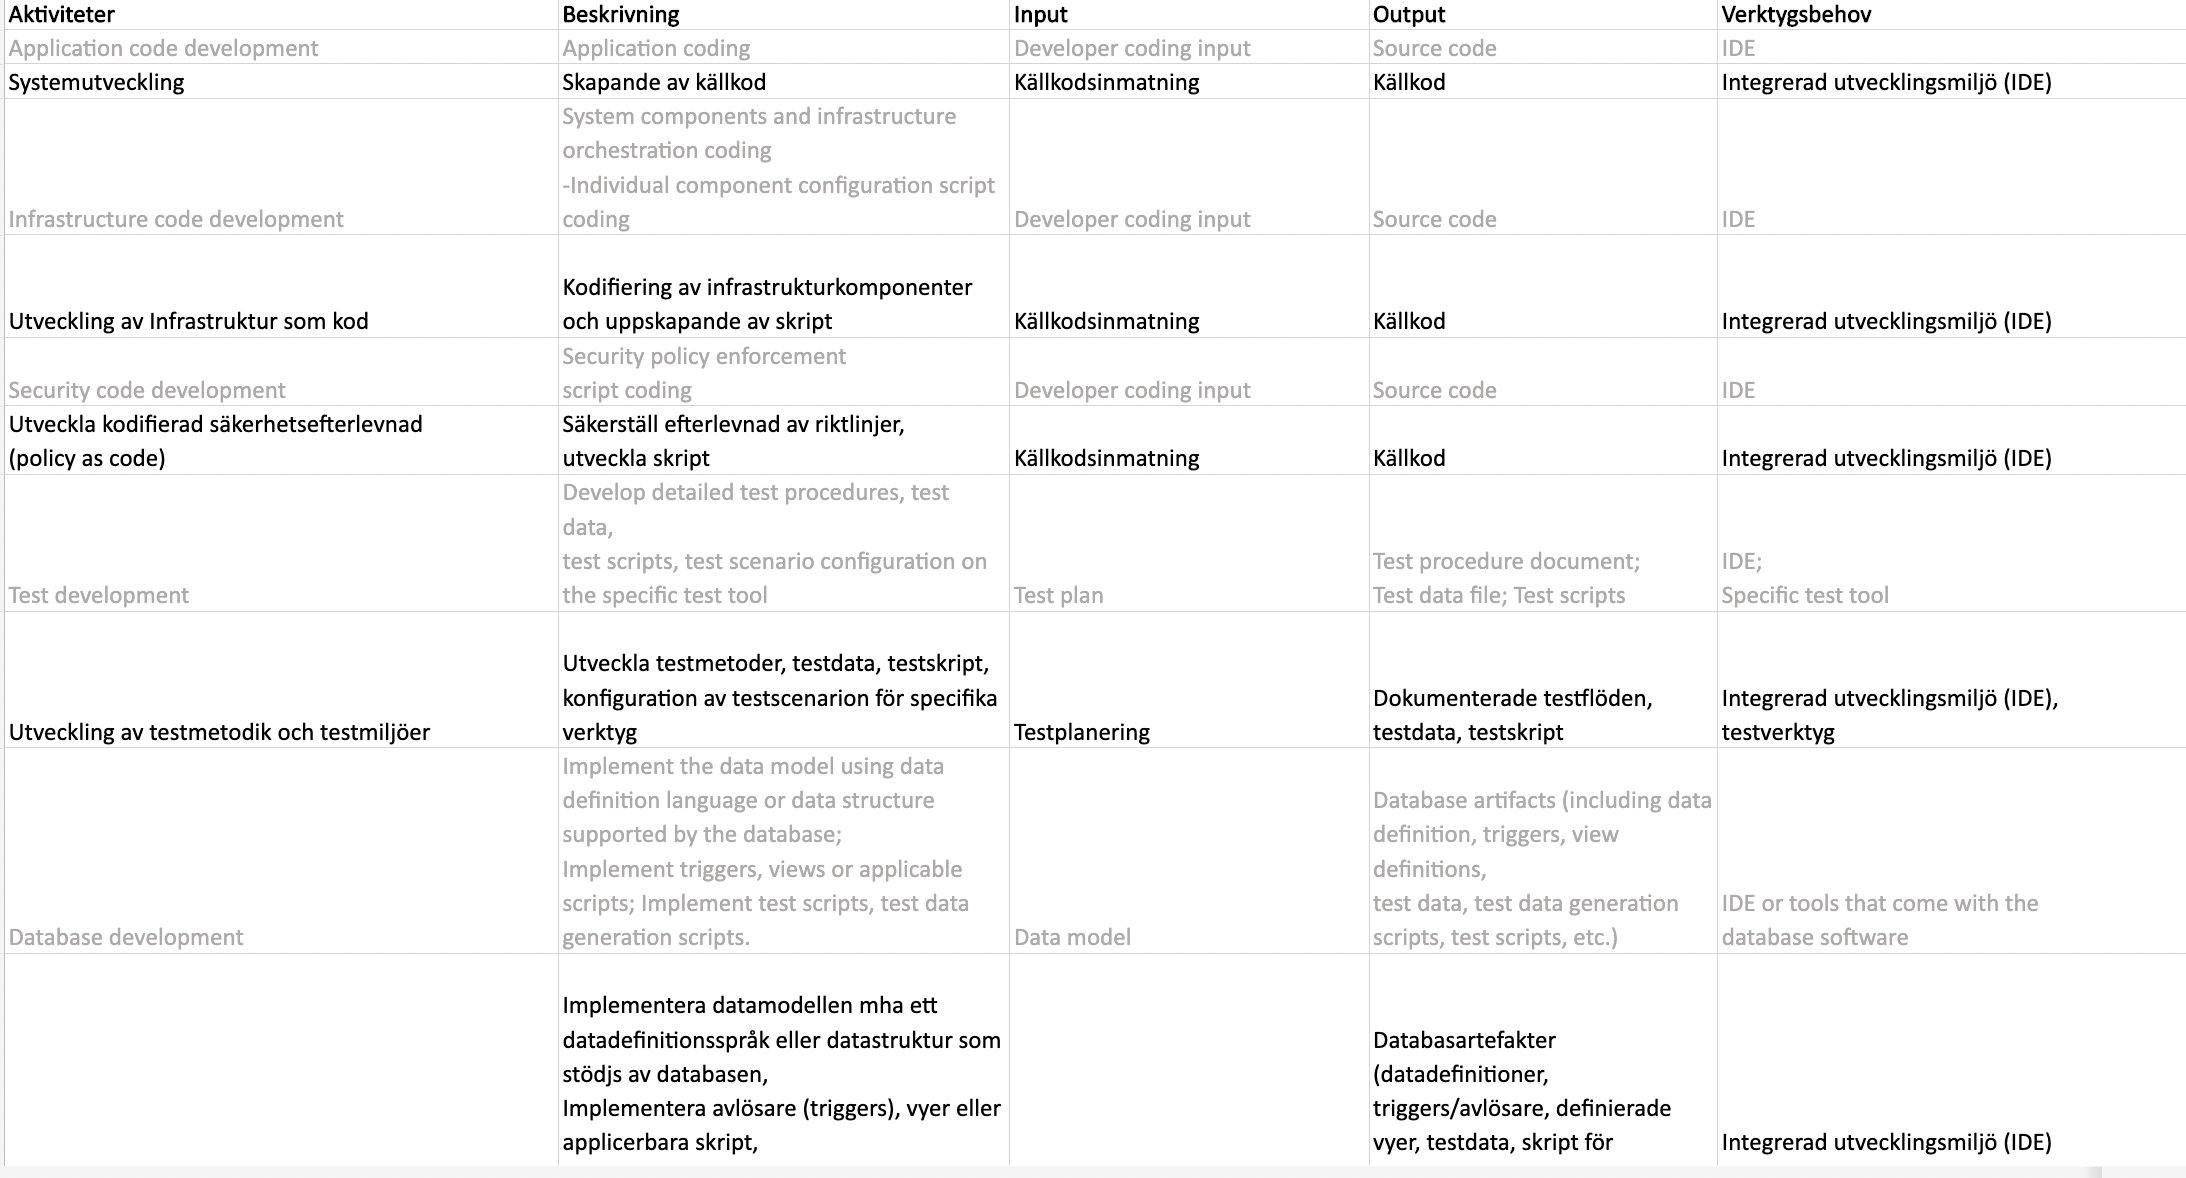 Aktiviteter Beskrivning Input Output Verktygsbehov
Application code development Application coding Developer coding input Source code IDE
Systemutveckling Skapande av källkod Källkodsinmatning Källkod Integrerad utvecklingsmiljö (IDE)
System components and infrastructure
orchestration coding
-Individual component configuration script
Infrastructure code development coding Developer coding input Source code IDE
Kodifiering av infrastrukturkomponenter
Utveckling av Infrastruktur som kod och uppskapande av skript Källkodsinmatning Källkod Integrerad utvecklingsmiljö (IDE)
Security policy enforcement
Security code development script coding Developer coding input Source code IDE
Utveckla kodifierad säkerhetsefterlevnad Säkerställ efterlevnad av riktlinjer,
(policy as code) utveckla skript Källkodsinmatning Källkod Integrerad utvecklingsmiljö (IDE)
Develop detailed test procedures, test
data,
test scripts, test scenario configuration on Test procedure document; IDE;
Test development the specific test tool Test plan Test data file; Test scripts Specific test tool
Utveckla testmetoder, testdata, testskript,
konfiguration av testscenarion för specifika Dokumenterade testflöden, Integrerad utvecklingsmiljö (IDE),
Utveckling av testmetodik och testmiljöer verktyg Testplanering testdata, testskript testverktyg
Implement the data model using data
definition language or data structure Database artifacts (including data
supported by the database; definition, triggers, view
Implement triggers, views or applicable definitions,
scripts; Implement test scripts, test data test data, test data generation IDE or tools that come with the
Database development generation scripts. Data model scripts, test scripts, etc.) database software
Implementera datamodellen mha ett
datadefinitionsspråk eller datastruktur som Databasartefakter
stödjs av databasen, (datadefinitioner,
Implementera avlösare (triggers), vyer eller triggers/avlösare, definierade
applicerbara skript, vyer, testdata, skript för Integrerad utvecklingsmiljö (IDE)